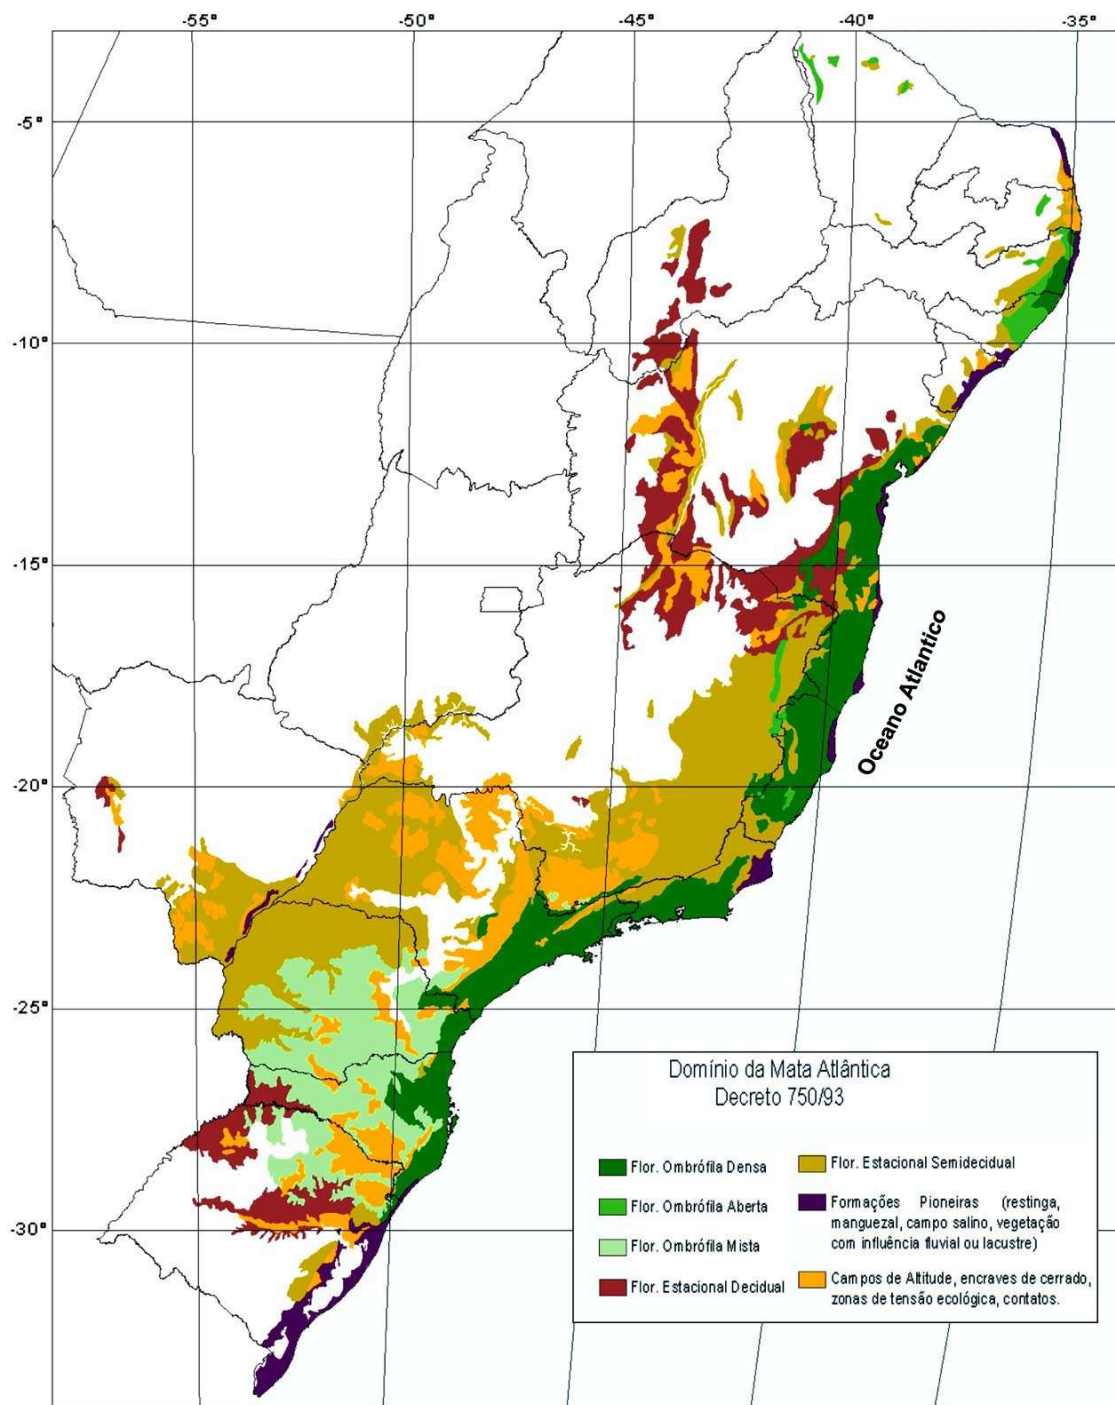 -55° -50° -45° -40° -35°
-5°
-10°
-15°
Oceano Atlantico
-20°
-25°
-30°
Domínio da Mata Atlântica
Decreto 750/93
Flor. Ombrófila Densa
Flor. Ombrófila Aberta
Flor. Ombrófila Mista
Flor. Estacional Decidual
Flor. Estacional Semidecidual
Formações Pioneiras (restinga,
manguezal, campo salino, vegetação
com influência fluvial ou lacustre)
Campos de Altitude, encraves de cerrado,
zonas de tensão ecológica, contatos.